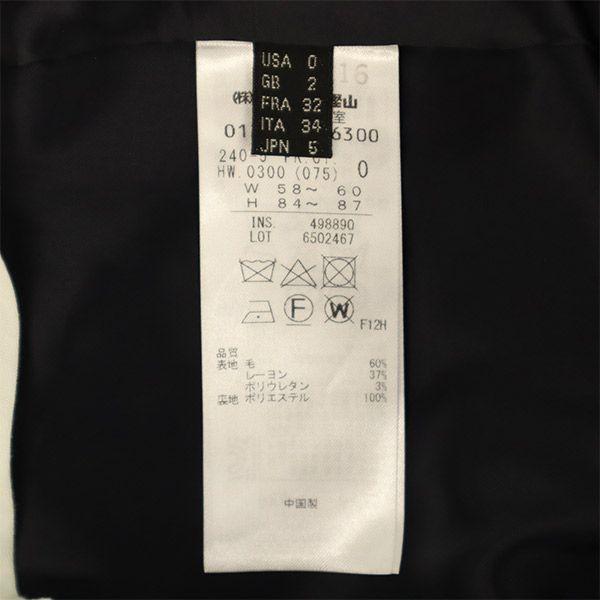 USA 0
GB 2
FRA 32
ITA 34
JPN 5
16
(株) 山
室
01 6300
240-
HW.0300 (075) 0
W 58～ 60
H 84～ 87
INS. 498890
LOT 6502467
F
W
F12H
品質
表地 毛 60%
レーヨン 37%
ポリウレタン 3%
裏地 ポリエステル 100%
中国製